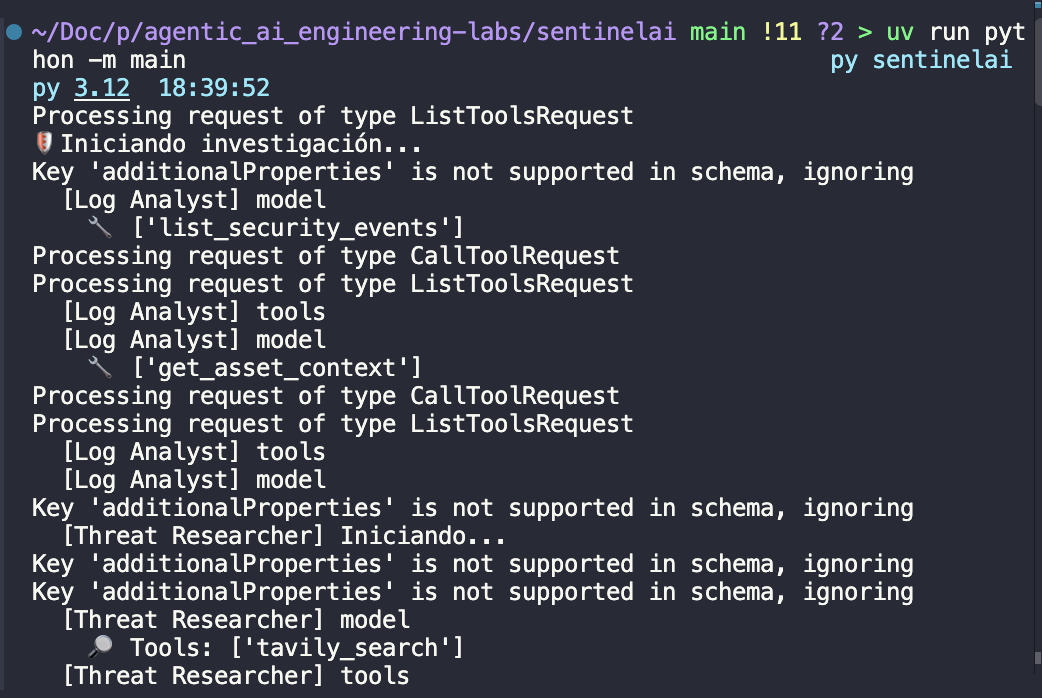 ~/Doc/p/agentic_ai_engineering-labs/sentinelai main !11 ?2 > uv run pyt
hon -m main py sentinelai
py 3.12 18:39:52
Processing request of type ListToolsRequest
🛡️Iniciando investigación...
Key 'additionalProperties' is not supported in schema, ignoring
[Log Analyst] model
🔧 ['list_security_events']
Processing request of type CallToolRequest
Processing request of type ListToolsRequest
[Log Analyst] tools
[Log Analyst] model
🔧 ['get_asset_context']
Processing request of type CallToolRequest
Processing request of type ListToolsRequest
[Log Analyst] tools
[Log Analyst] model
Key 'additionalProperties' is not supported in schema, ignoring
[Threat Researcher] Iniciando...
Key 'additionalProperties' is not supported in schema, ignoring
Key 'additionalProperties' is not supported in schema, ignoring
[Threat Researcher] model
🔎 Tools: ['tavily_search']
[Threat Researcher] tools